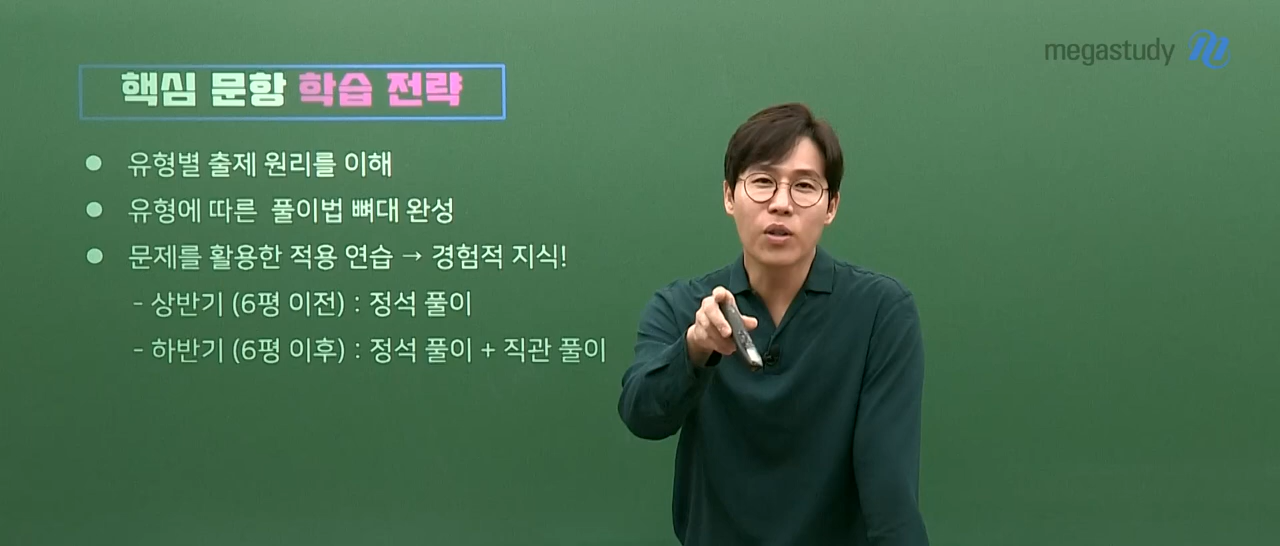 megastudy
핵심 문항 학습 전략
● 유형별 출제 원리를 이해
● 유형에 따른 풀이법 뼈대 완성
● 문제를 활용한 적용 연습 → 경험적 지식!
- 상반기 (6평 이전) : 정석 풀이
- 하반기 (6평 이후) : 정석 풀이 + 직관 풀이